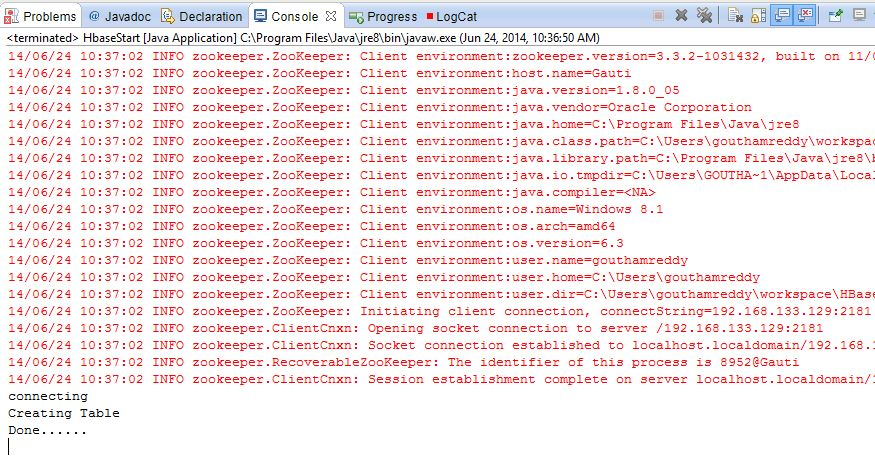 Problems @ Javadoc Declaration Console Progress LogCat
<terminated> HbaseStart [Java Application] C:\Program Files\Java\jre8\bin\javaw.exe (Jun 24, 2014, 10:36:50 AM)
14/06/24 10:37:02 INFO zookeeper.ZooKeeper: Client environment:zookeeper.version=3.3.2-1031432, built on 11/
14/06/24 10:37:02 INFO zookeeper.ZooKeeper: Client environment:host.name=Gauti
14/06/24 10:37:02 INFO zookeeper.ZooKeeper: Client environment:java.version=1.8.0_05
14/06/24 10:37:02 INFO zookeeper.ZooKeeper: Client environment:java.vendor=Oracle Corporation
14/06/24 10:37:02 INFO zookeeper.ZooKeeper: Client environment:java.home=C:\Program Files\Java\jre8
14/06/24 10:37:02 INFO zookeeper.ZooKeeper: Client environment:java.class.path=C:\Users\gouthamreddy\workspac
14/06/24 10:37:02 INFO zookeeper.ZooKeeper: Client environment:java.library.path=C:\Program Files\Java\jre8\
14/06/24 10:37:02 INFO zookeeper.ZooKeeper: Client environment:java.io.tmpdir=C:\Users\GOUTHA~1\AppData\Loca
14/06/24 10:37:02 INFO zookeeper.ZooKeeper: Client environment:java.compiler=<NA>
14/06/24 10:37:02 INFO zookeeper.ZooKeeper: Client environment:os.name=Windows 8.1
14/06/24 10:37:02 INFO zookeeper.ZooKeeper: Client environment:os.arch=amd64
14/06/24 10:37:02 INFO zookeeper.ZooKeeper: Client environment:os.version=6.3
14/06/24 10:37:02 INFO zookeeper.ZooKeeper: Client environment:user.name=gouthamreddy
14/06/24 10:37:02 INFO zookeeper.ZooKeeper: Client environment:user.home=C:\Users\gouthamreddy
14/06/24 10:37:02 INFO zookeeper.ZooKeeper: Client environment:user.dir=C:\Users\gouthamreddy\workspace\HBase
14/06/24 10:37:02 INFO zookeeper.ZooKeeper: Initiating client connection, connectString=192.168.133.129:2181
14/06/24 10:37:02 INFO zookeeper.ClientCnxn: Opening socket connection to server /192.168.133.129:2181
14/06/24 10:37:02 INFO zookeeper.ClientCnxn: Socket connection established to localhost.localdomain/192.168.1
14/06/24 10:37:02 INFO zookeeper.RecoverableZooKeeper: The identifier of this process is 8952@Gauti
14/06/24 10:37:02 INFO zookeeper.ClientCnxn: Session establishment complete on server localhost.localdomain/
connecting
Creating Table
Done......